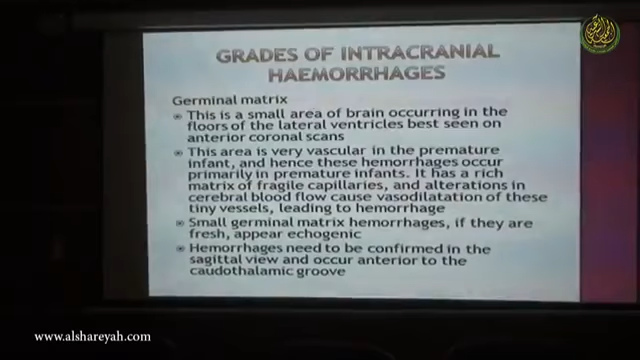 GRADES OF INTRACRANIAL
HAEMORRHAGES
Germinal matrix
This is a small area of brain occurring in the
floors of the lateral ventricles best seen on
anterior coronal scans
This area is very vascular in the premature
infant, and hence these hemorrhages occur
primarily in premature infants. It has a rich
matrix of fragile capillaries, and alterations in
cerebral blood flow cause vasodilatation of these
tiny vessels, leading to hemorrhage
Small germinal matrix hemorrhages, if they are
fresh, appear echogenic
Hemorrhages need to be confirmed in the
sagittal view and occur anterior to the
caudothalamic groove
www.alshareyah.com